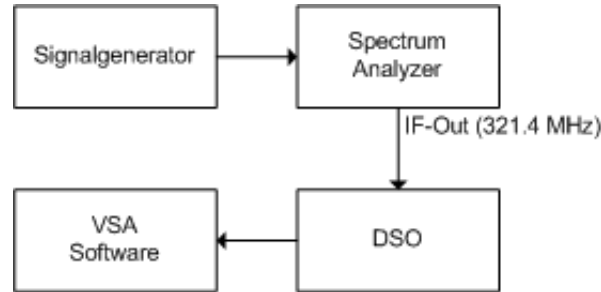 Signalgenerator
Spectrum
Analyzer
IF-Out (321.4 MHz)
VSA
Software
DSO